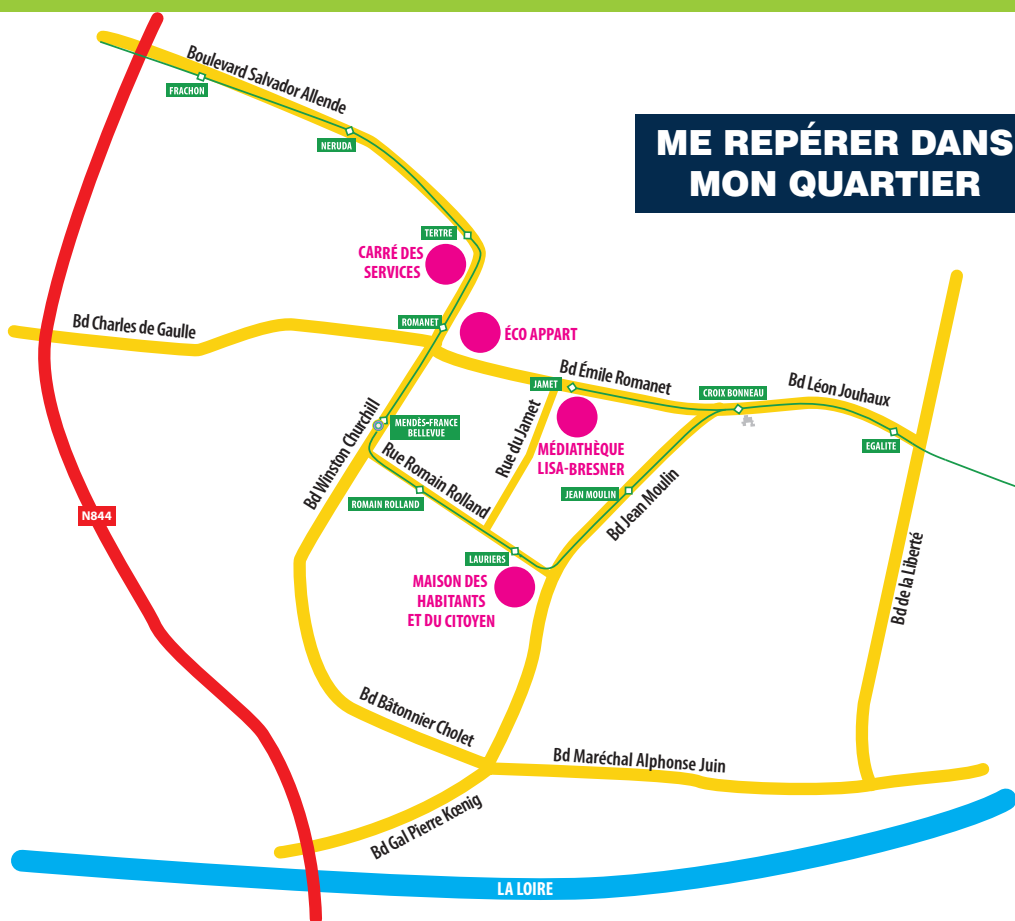 Boulevard Salvador Allende
FRACHON
NERUDA
ME REPÉRER DANS
MON QUARTIER
TERTRE
CARRÉ DES
SERVICES
Bd Charles de Gaulle
ROMANET
ÉCO APPART
Bd Émile Romanet
JAMET
CROIX BONNEAU
Bd Léon Jouhaux
EGALITE
MENDÈS-FRANCE
BELLEVUE
Bd Winston Churchill
Rue Romain Rolland
Rue du Jamet
MÉDIATHÈQUE
LISA-BRESNER
ROMAIN ROLLAND
JEAN MOULIN
Bd Jean Moulin
N844
LAURIERS
MAISON DES
HABITANTS
ET DU CITOYEN
Bd de la Liberté
Bd Bâtonnier Cholet
Bd Maréchal Alphonse Juin
Bd Gal Pierre Kœnig
LA LOIRE